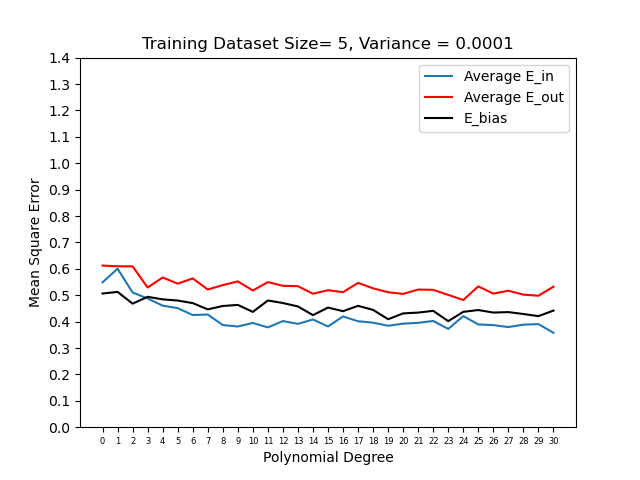 Training Dataset Size= 5, Variance = 0.0001
Average E_in
Average E_out
E_bias
1.4
1.3
1.2
1.1
1.0
0.9
0.8
0.7
0.6
0.5
0.4
0.3
0.2
0.1
0.0
Mean Square Error
0 1 2 3 4 5 6 7 8 9 10 11 12 13 14 15 16 17 18 19 20 21 22 23 24 25 26 27 28 29 30
Polynomial Degree